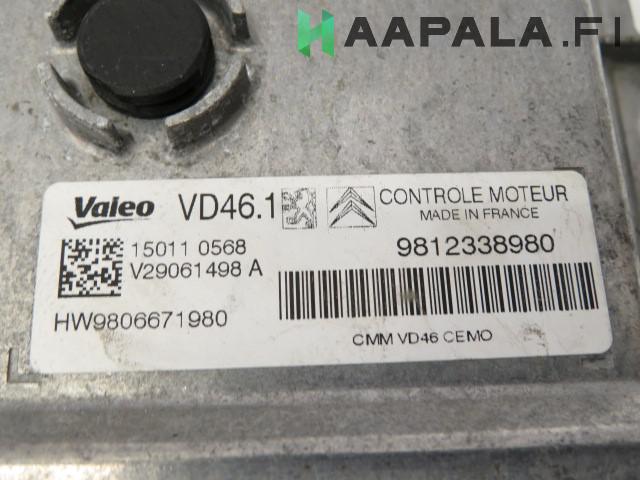 HAAPALA.FI
Valeo VD46.1 CONTROLE MOTEUR
MADE IN FRANCE
15011 0568
V29061498 A
9812338980
HW9806671980
CMM VD46 CEMO